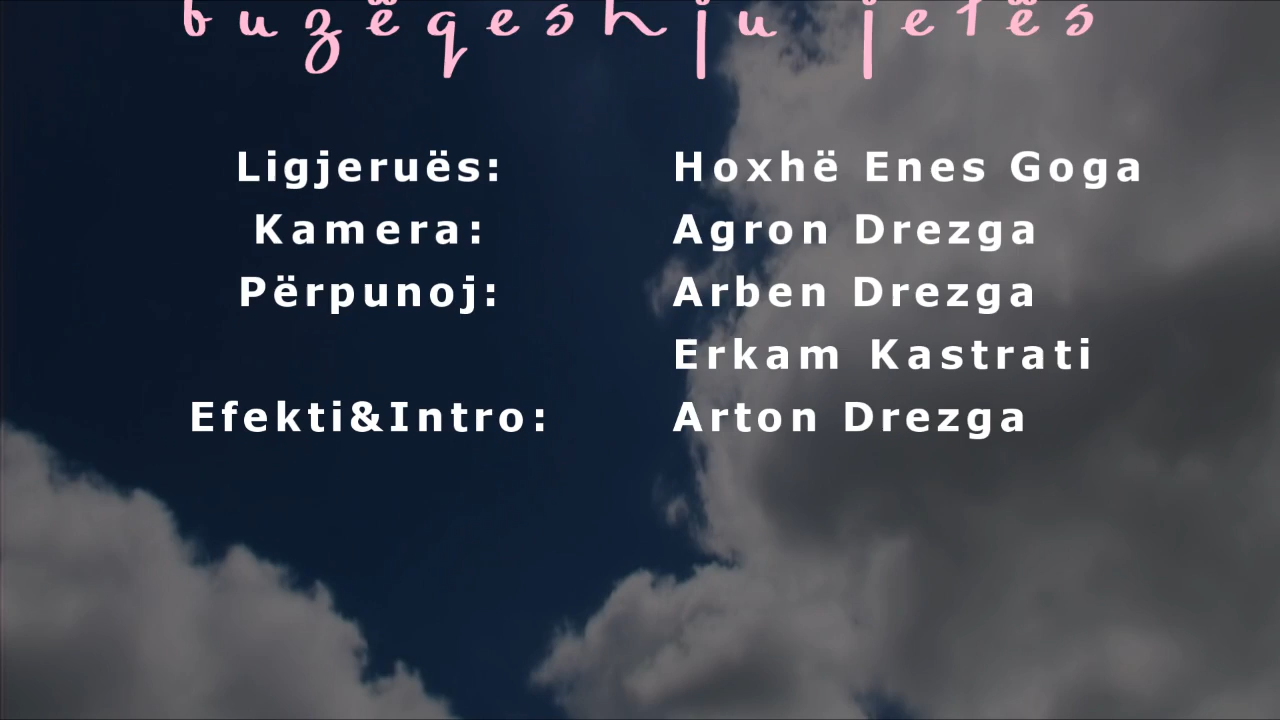 buzëqeshju jetës
Ligjeruës: Hoxhë Enes Goga
Kamera: Agron Drezga
Përpunoj: Arben Drezga
Erkam Kastrati
Efekti&Intro: Arton Drezga